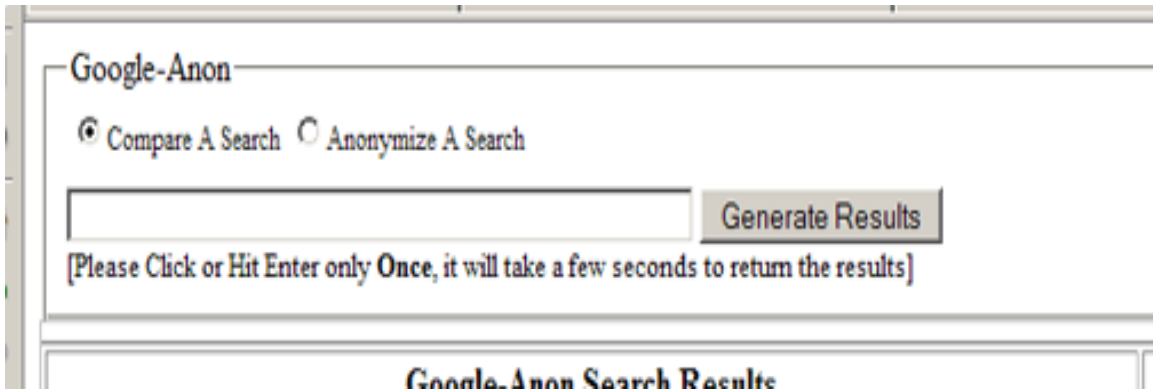 Google-Anon
Compare A Search Anonymize A Search
Generate Results
[Please Click or Hit Enter only Once, it will take a few seconds to return the results]
Google-Anon Search Results